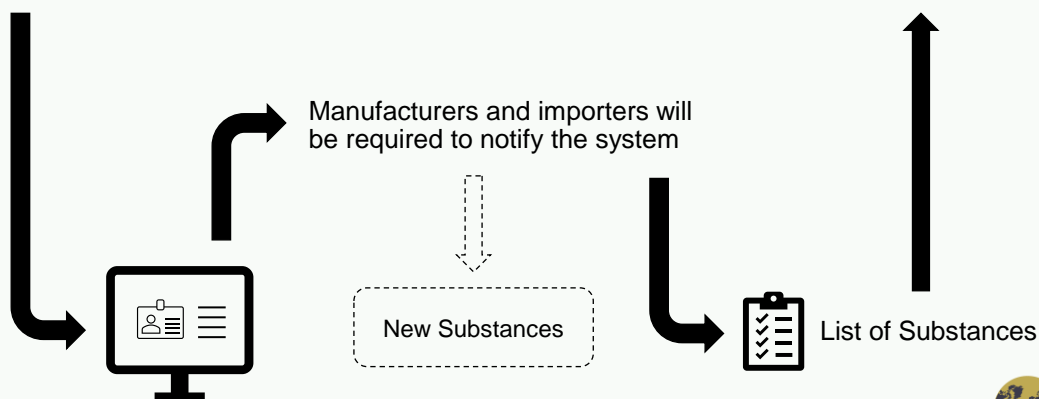 Manufacturers and importers will
be required to notify the system
New Substances
List of Substances